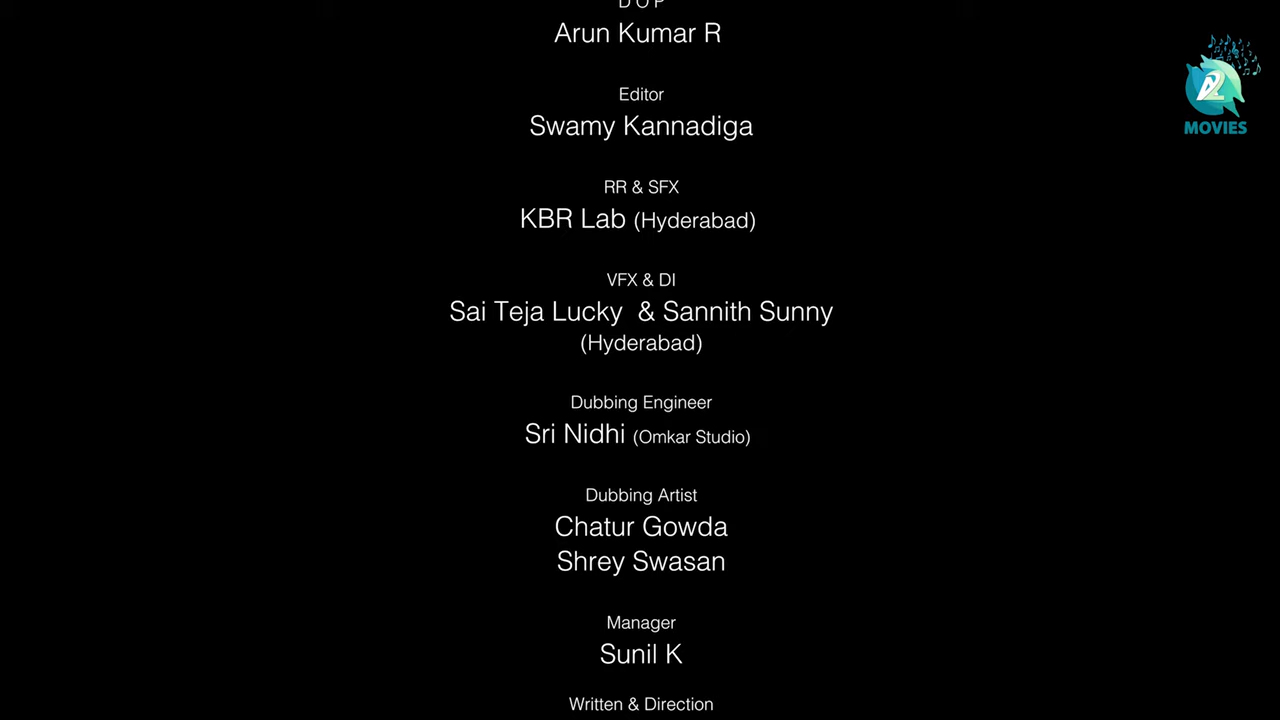 D O P
Arun Kumar R
Editor
Swamy Kannadiga
RR & SFX
KBR Lab (Hyderabad)
VFX & DI
Sai Teja Lucky & Sannith Sunny
(Hyderabad)
Dubbing Engineer
Sri Nidhi (Omkar Studio)
Dubbing Artist
Chatur Gowda
Shrey Swasan
Manager
Sunil K
Written & Direction
A2
MOVIES